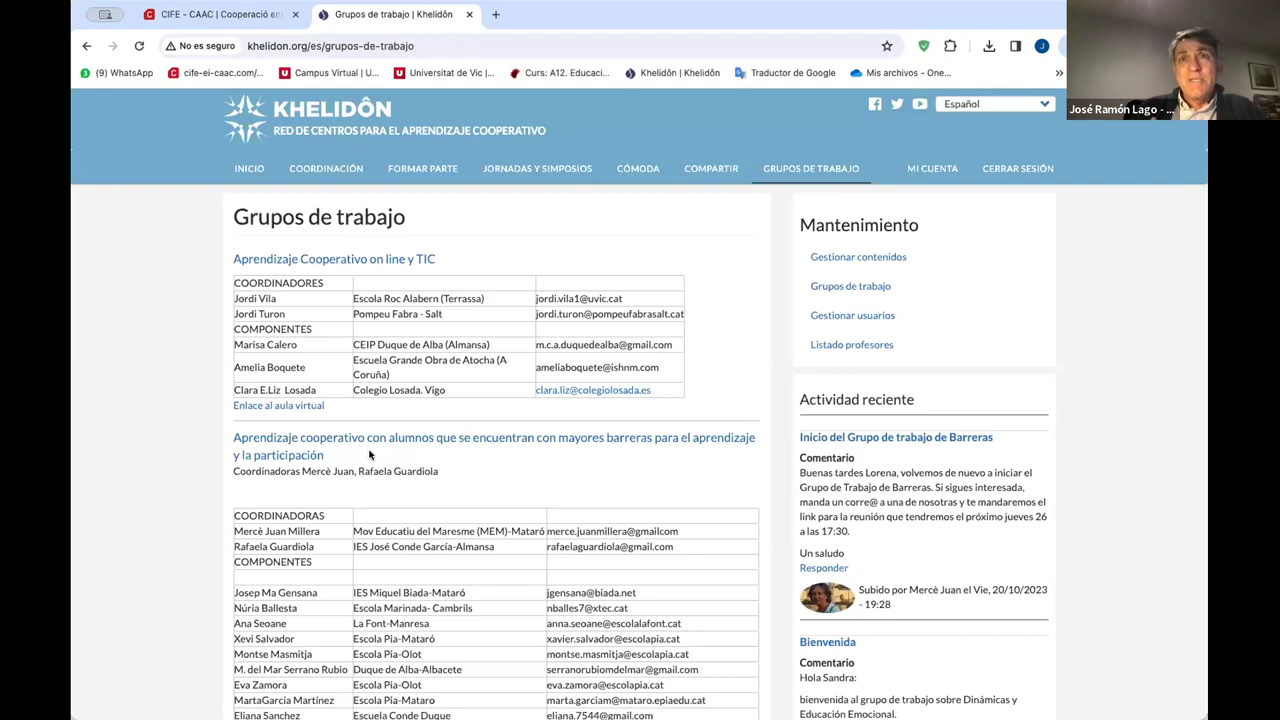 CIFE - CAAC | Cooperació en
Grupos de trabajo | Khelidôn
No es seguro
khelidon.org/es/grupos-de-trabajo
J
(9) WhatsApp
cife-ei-caac.com/...
Campus Virtual | U...
Universitat de Vic |...
Curs: A12. Educaci...
Khelidôn | Khelidôn
Traductor de Google
Mis archivos - One...
José Ramón Lago - ...
KHELIDÔN
RED DE CENTROS PARA EL APRENDIZAJE COOPERATIVO
Español
INICIO
COORDINACIÓN
FORMAR PARTE
JORNADAS Y SIMPOSIOS
CÓMODA
COMPARTIR
GRUPOS DE TRABAJO
MI CUENTA
CERRAR SESIÓN
Grupos de trabajo
Aprendizaje Cooperativo on line y TIC
COORDINADORES
Jordi Vila Escola Roc Alabern (Terrassa) jordi.vila1@uvic.cat
Jordi Turon Pompeu Fabra - Salt jordi.turon@pompeufabrasalt.cat
COMPONENTES
Marisa Calero CEIP Duque de Alba (Almansa) m.c.a.duquedealba@gmail.com
Amelia Boquete Escuela Grande Obra de Atocha (A
Coruña) ameliaboquete@ishnm.com
Clara E.Liz Losada Colegio Losada. Vigo clara.liz@colegiolosada.es
Enlace al aula virtual
Aprendizaje cooperativo con alumnos que se encuentran con mayores barreras para el aprendizaje
y la participación
Coordinadoras Mercè Juan, Rafaela Guardiola
COORDINADORAS
Mercè Juan Millera Mov Educatiu del Maresme (MEM)-Mataró merce.juanmillera@gmailcom
Rafaela Guardiola IES José Conde García-Almansa rafaelaguardiola@gmail.com
COMPONENTES
Josep Ma Gensana IES Miquel Biada-Mataró jgensana@biada.net
Núria Ballesta Escola Marinada- Cambrils nballes7@xtec.cat
Ana Seoane La Font-Manresa anna.seoane@escolalafont.cat
Xevi Salvador Escola Pia-Mataró xavier.salvador@escolapia.cat
Montse Masmitja Escola Pia-Olot montse.masmitja@escolapia.cat
M. del Mar Serrano Rubio Duque de Alba-Albacete serranorubiomdelmar@gmail.com
Eva Zamora Escola Pia-Olot eva.zamora@escolapia.cat
MartaGarcía Martínez Escola Pia-Mataro marta.garciam@mataro.epiaedu.cat
Eliana Sanchez Escuela Conde Duque eliana.7544@gmail.com
Mantenimiento
Gestionar contenidos
Grupos de trabajo
Gestionar usuarios
Listado profesores
Actividad reciente
Inicio del Grupo de trabajo de Barreras
Comentario
Buenas tardes Lorena, volvemos de nuevo a iniciar el
Grupo de Trabajo de Barreras. Si sigues interesada,
manda un corre@ a una de nosotras y te mandaremos el
link para la reunión que tendremos el próximo jueves 26
a las 17:30.
Un saludo
Responder
Subido por Mercè Juan el Vie, 20/10/2023
- 19:28
Bienvenida
Comentario
Hola Sandra:
bienvenida al grupo de trabajo sobre Dinámicas y
Educación Emocional.